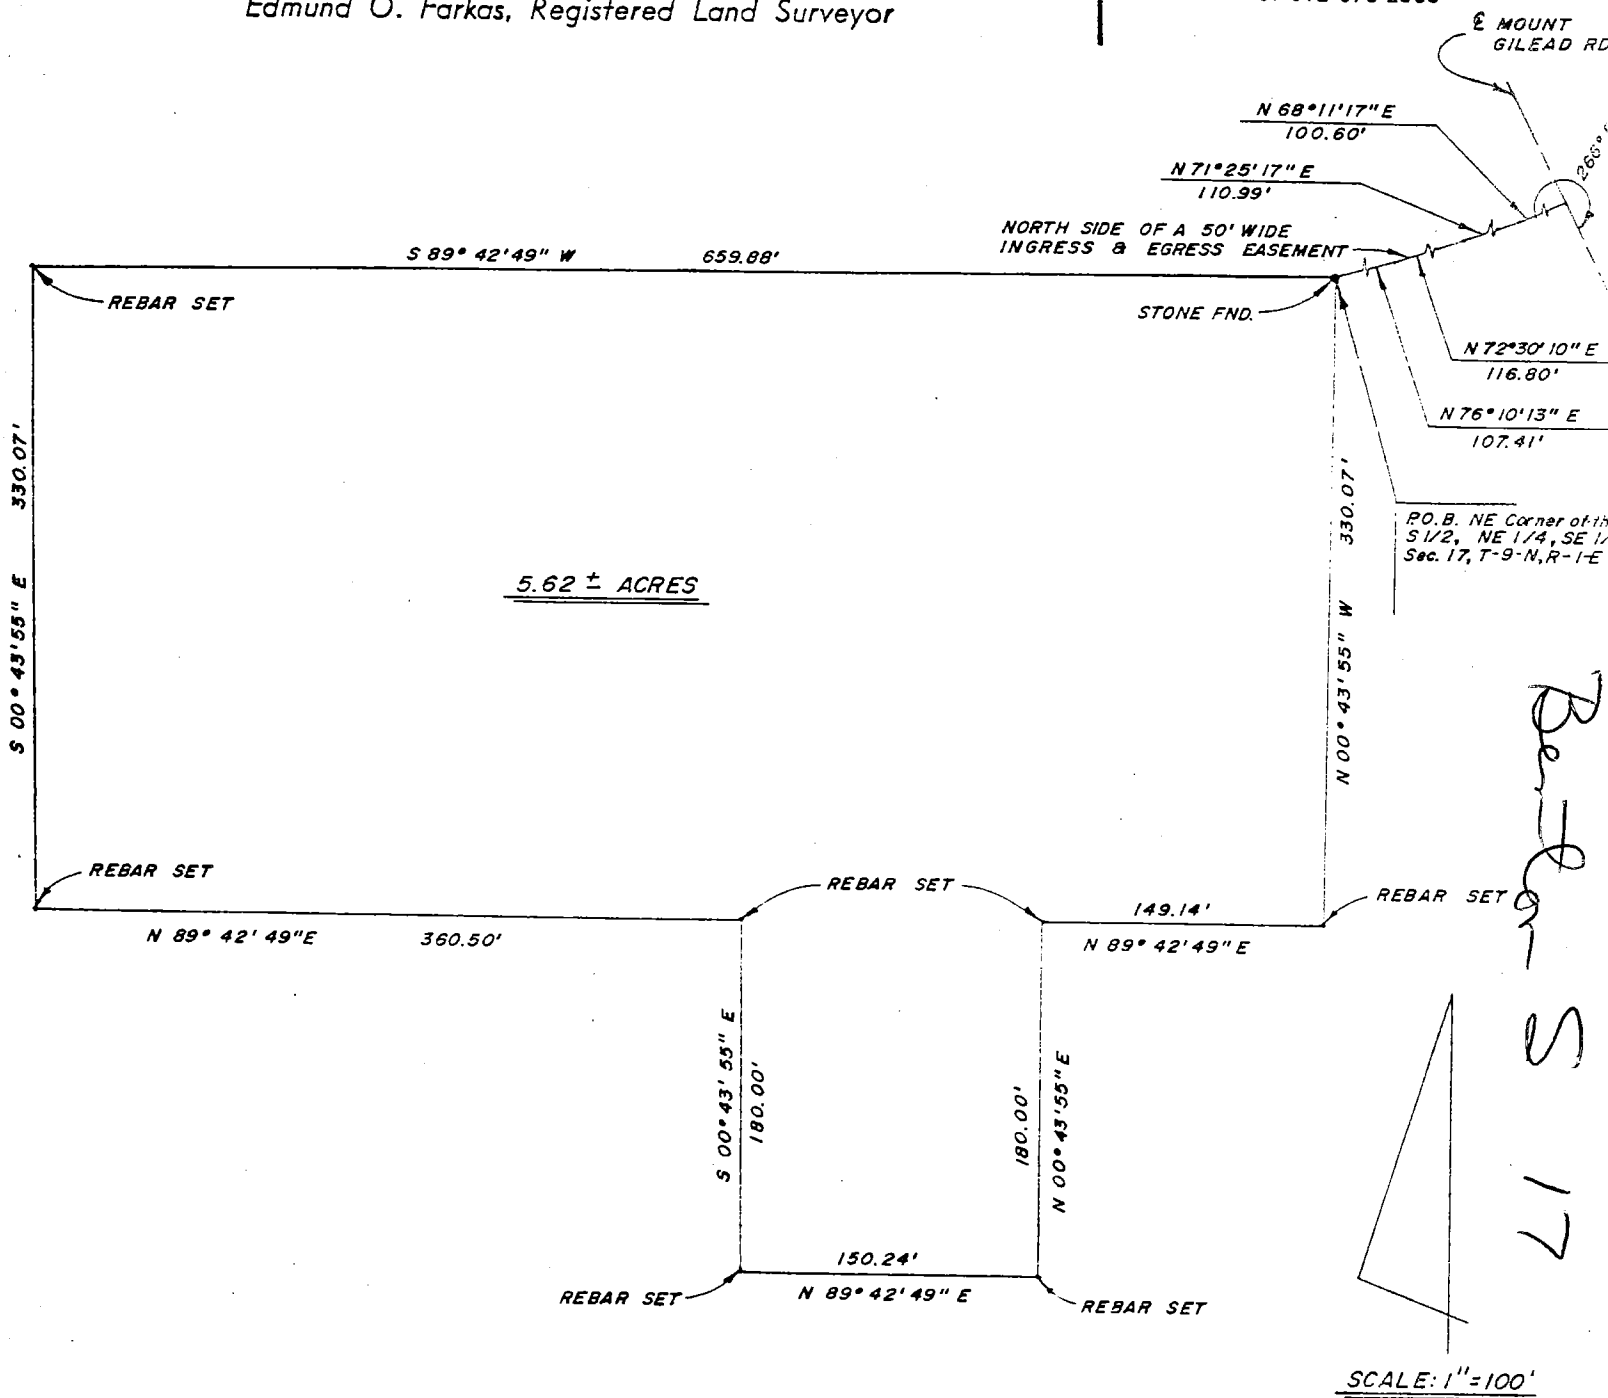 Edmund O. Farkas, Registered Land Surveyor
℄ MOUNT
GILEAD RD
N 68°11'17" E
100.60'
266°
N 71°25'17" E
110.99'
NORTH SIDE OF A 50' WIDE
INGRESS & EGRESS EASEMENT
S 89° 42'49" W 659.88'
REBAR SET
STONE FND.
N 72°30'10" E
116.80'
N 76°10'13" E
107.41'
S 00° 43'55" E 330.07'
N 00° 43'55" W 330.07'
P.O.B. NE Corner of th
S 1/2, NE 1/4, SE 1/
Sec. 17, T-9-N, R-1-E
5.62 ± ACRES
REBAR SET
REBAR SET
149.14'
REBAR SET
N 89° 42' 49" E 360.50'
N 89° 42'49" E
S 00° 43' 55" E
180.00'
180.00'
N 00° 43'55" E
150.24'
REBAR SET
N 89° 42'49" E
REBAR SET
Benton S 17
SCALE: 1"=100'